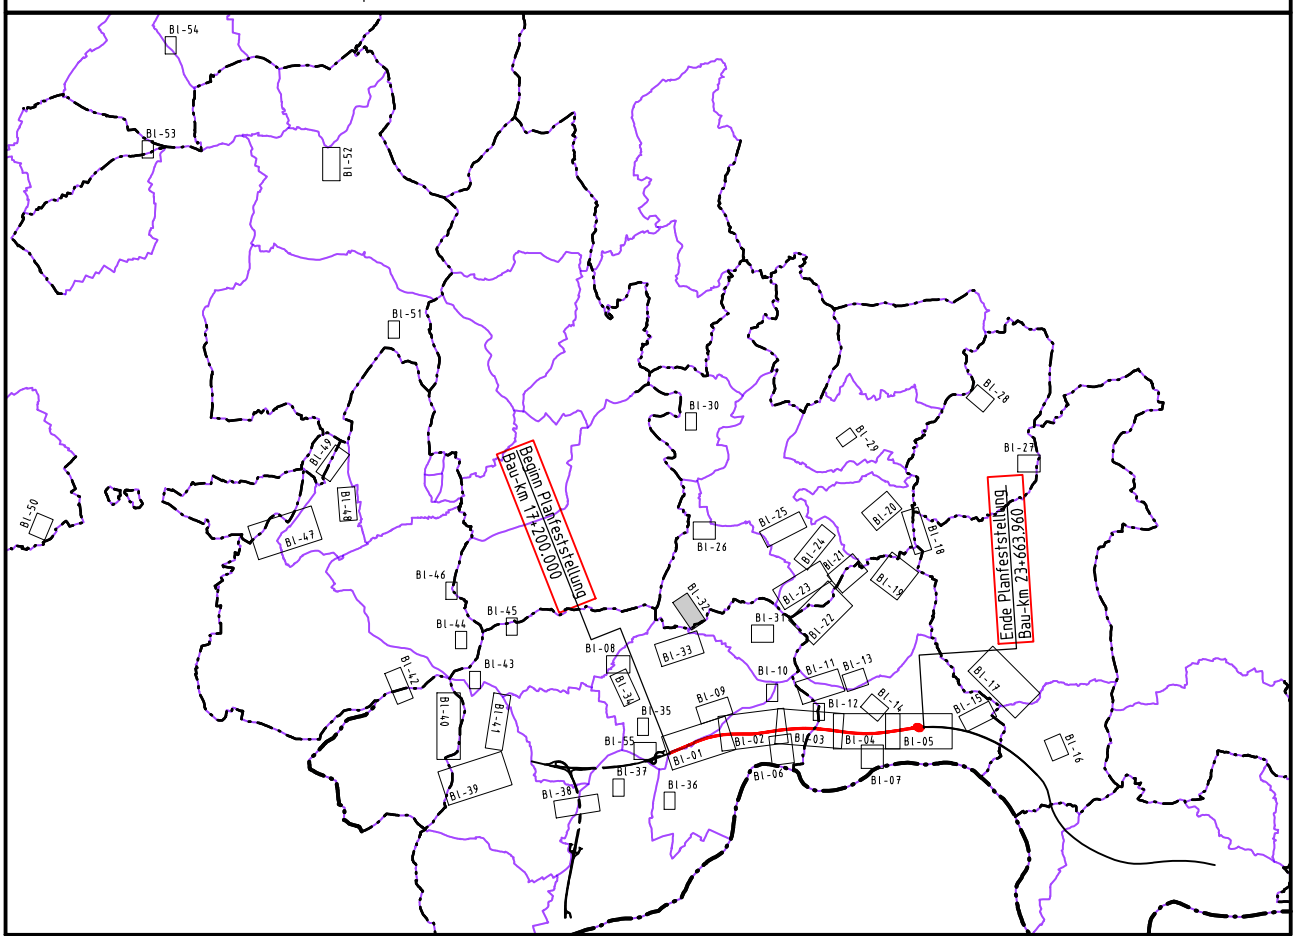 Bl-54
Bl-53
Bl-52
Bl-51
Bl-28
Bl-30
Bl-29
Bl-49
Bl-27
Beginn Planfeststellung
Bau-km 17+200.000
Bl-48
Bl-50
Bl-47
Bl-20
Bl-25
Bl-18
Bl-26
Bl-24
Bl-21
Ende Planfeststellung
Bau-km 23+663.960
Bl-46
Bl-19
Bl-23
Bl-32
Bl-45
Bl-31
Bl-22
Bl-44
Bl-08
Bl-33
Bl-43
Bl-42
Bl-10
Bl-11
Bl-13
Bl-17
Bl-34
Bl-09
Bl-12
Bl-14
Bl-15
Bl-40
Bl-41
Bl-35
Bl-55
Bl-02
Bl-03
Bl-04
Bl-05
Bl-16
Bl-01
Bl-37
Bl-06
Bl-07
Bl-39
Bl-38
Bl-36